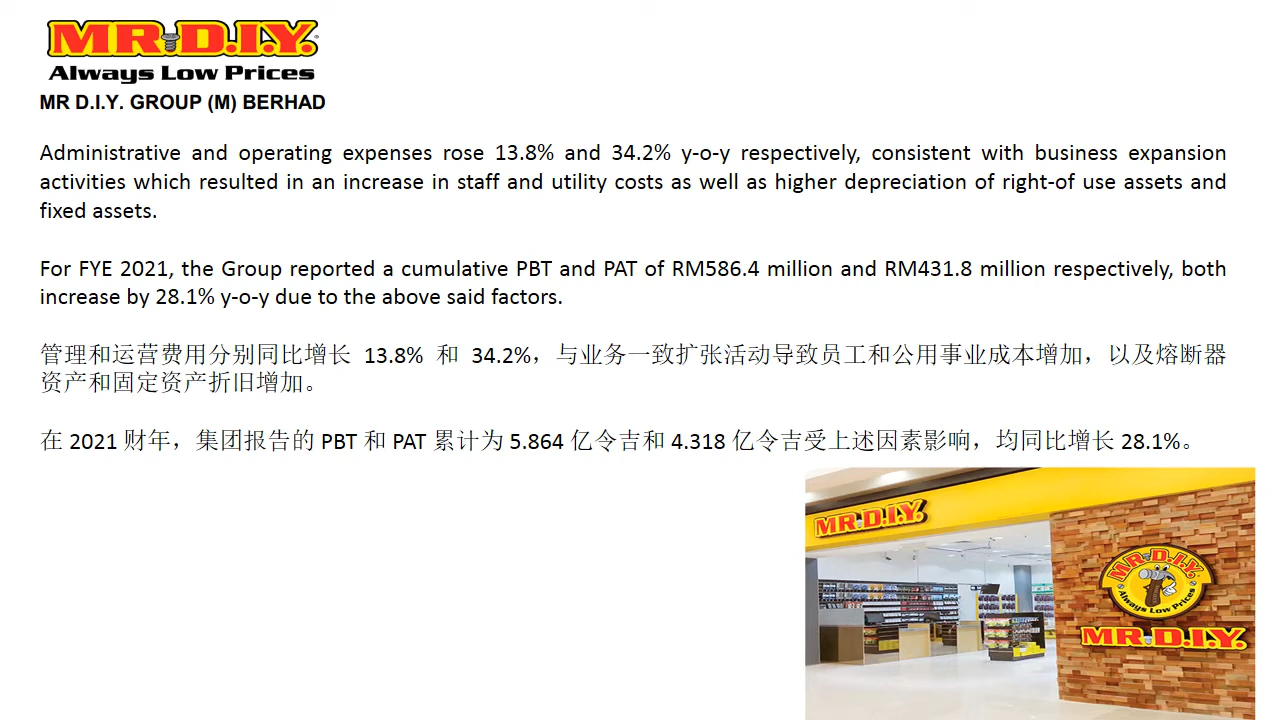 MR D.I.Y.
Always Low Prices
MR D.I.Y. GROUP (M) BERHAD
Administrative and operating expenses rose 13.8% and 34.2% y-o-y respectively, consistent with business expansion
activities which resulted in an increase in staff and utility costs as well as higher depreciation of right-of use assets and
fixed assets.
For FYE 2021, the Group reported a cumulative PBT and PAT of RM586.4 million and RM431.8 million respectively, both
increase by 28.1% y-o-y due to the above said factors.
管理和运营费用分别同比增长 13.8% 和 34.2%，与业务一致扩张活动导致员工和公用事业成本增加，以及熔断器
资产和固定资产折旧增加。
在 2021 财年，集团报告的 PBT 和 PAT 累计为 5.864 亿令吉和 4.318 亿令吉受上述因素影响，均同比增长 28.1%。
MR D.I.Y.
MR D.I.Y.
Always Low Prices
MR D.I.Y.